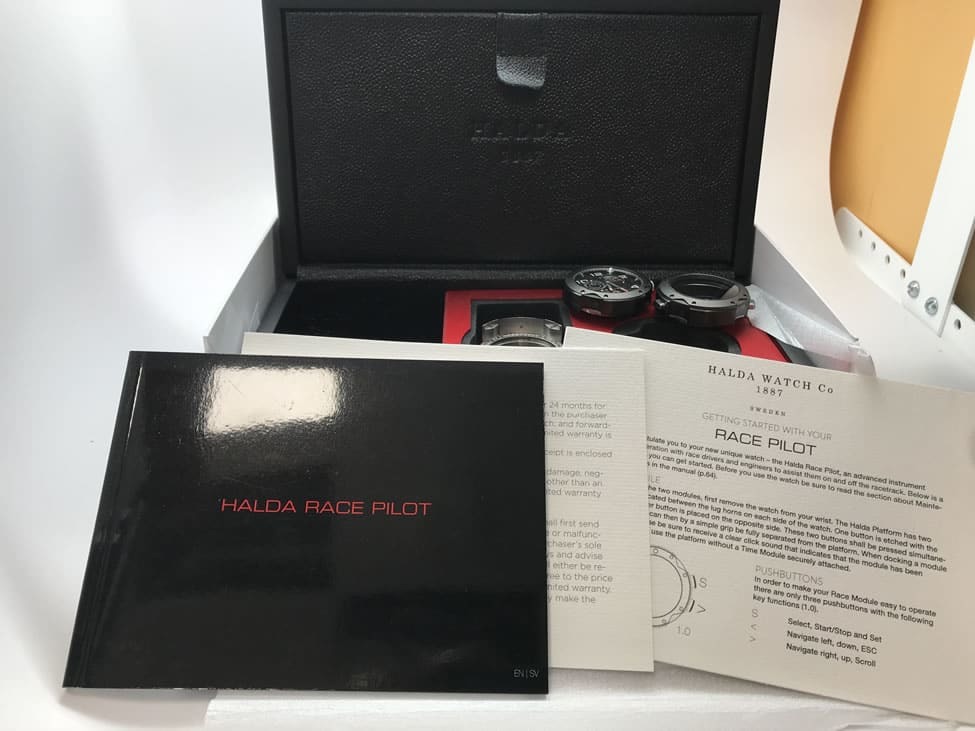 HALDA
HALDA RACE PILOT
EN | SV
24 months for
the purchaser
and forward-
limited warranty is
receipt is enclosed
damage, neg-
other than an
limited warranty
shall first send
or malfunc-
purchaser's sole
and advise
either be re-
to the price
limited warranty.
make the
HALDA WATCH Co
1887
SWEDEN
GETTING STARTED WITH YOUR
RACE PILOT
you to your new unique watch – the Halda Race Pilot, an advanced instrument
with race drivers and engineers to assist them on and off the racetrack. Below is a
you can get started. Before you use the watch be sure to read the section about Mainte-
in the manual (p.64).
the two modules, first remove the watch from your wrist. The Halda Platform has two
between the lug horns on each side of the watch. One button is etched with the
button is placed on the opposite side. These two buttons shall be pressed simultane-
can then by a simple grip be fully separated from the platform. When docking a module
be sure to receive a clear click sound that indicates that the module has been
use the platform without a Time Module securely attached.
S
>
1.0
PUSHBUTTONS
In order to make your Race Module easy to operate
there are only three pushbuttons with the following
key functions (1.0).
S Select, Start/Stop and Set
< Navigate left, down, ESC
> Navigate right, up, Scroll